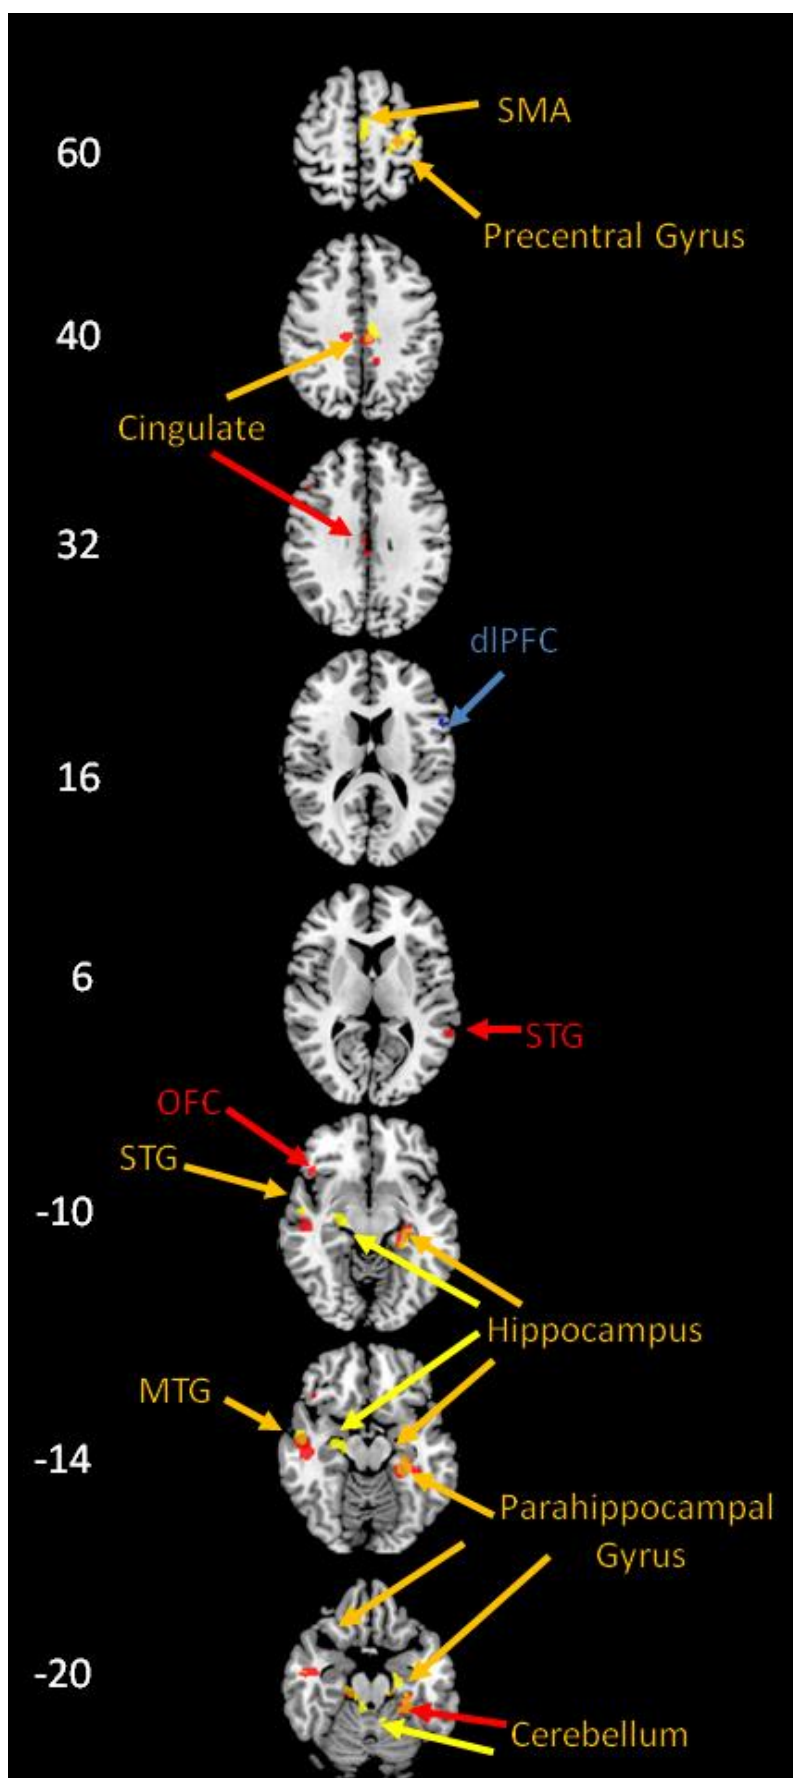 SMA
60
Precentral Gyrus
40
Cingulate
32
dlPFC
16
6
STG
OFC
STG
-10
Hippocampus
MTG
-14
Parahippocampal
Gyrus
-20
Cerebellum